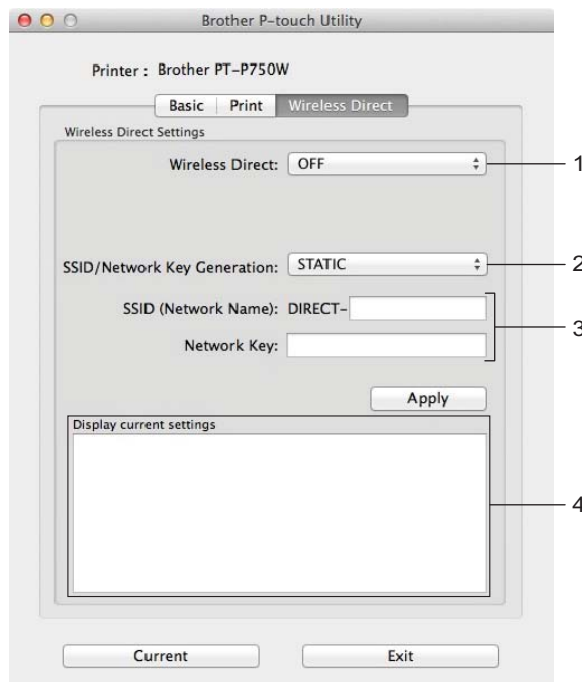 Brother P-touch Utility
Printer : Brother PT-P750W
Basic Print Wireless Direct
Wireless Direct Settings
Wireless Direct: OFF 1
SSID/Network Key Generation: STATIC 2
SSID (Network Name): DIRECT-
3
Network Key:
Apply
Display current settings
4
Current Exit